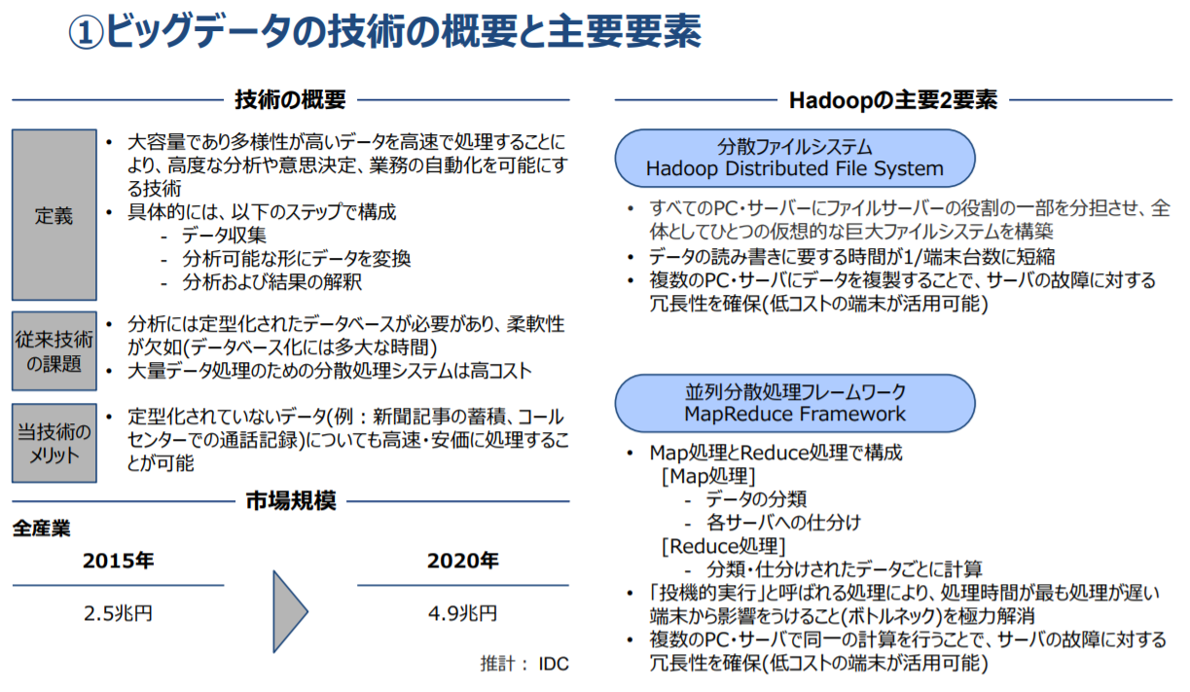 ①ビッグデータの技術の概要と主要要素
技術の概要
定義
• 大容量であり多様性が高いデータを高速で処理することに
より、高度な分析や意思決定、業務の自動化を可能にす
る技術
• 具体的には、以下のステップで構成
- データ収集
- 分析可能な形にデータを変換
- 分析および結果の解釈
従来技術
の課題
• 分析には定型化されたデータベースが必要があり、柔軟性
が欠如(データベース化には多大な時間)
• 大量データ処理のための分散処理システムは高コスト
当技術の
メリット
• 定型化されていないデータ(例：新聞記事の蓄積、コール
センターでの通話記録)についても高速・安価に処理するこ
とが可能
市場規模
全産業
2015年
2020年
2.5兆円
4.9兆円
推計： IDC
Hadoopの主要2要素
分散ファイルシステム
Hadoop Distributed File System
• すべてのPC・サーバーにファイルサーバーの役割の一部を分担させ、全
体としてひとつの仮想的な巨大ファイルシステムを構築
• データの読み書きに要する時間が1/端末台数に短縮
• 複数のPC・サーバにデータを複製することで、サーバの故障に対する
冗長性を確保(低コストの端末が活用可能)
並列分散処理フレームワーク
MapReduce Framework
• Map処理とReduce処理で構成
[Map処理]
- データの分類
- 各サーバへの仕分け
[Reduce処理]
- 分類・仕分けされたデータごとに計算
• 「投機的実行」と呼ばれる処理により、処理時間が最も処理が遅い
端末から影響をうけること(ボトルネック)を極力解消
• 複数のPC・サーバで同一の計算を行うことで、サーバの故障に対する
冗長性を確保(低コストの端末が活用可能)